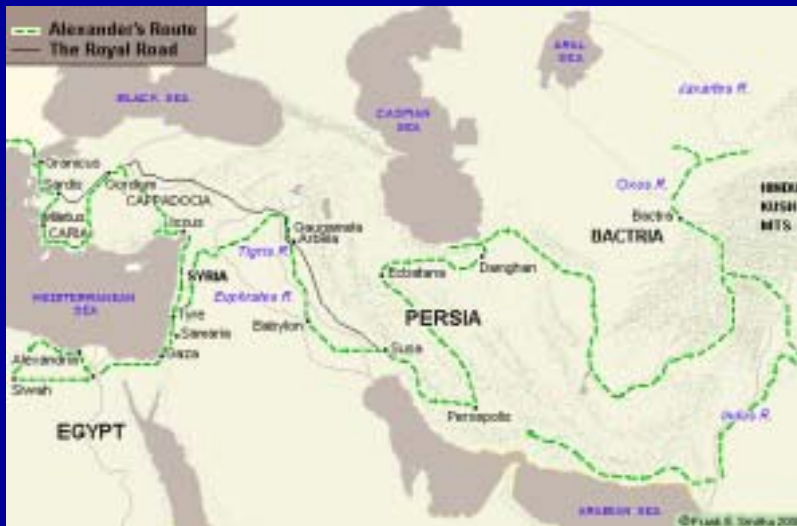 Alexander's Route
The Royal Road
BLACK SEA
CASPIAN
SEA
ARAL
SEA
Jaxartes R.
Granicus
Sardis
Gordium
CAPPADOCIA
Miletus
CARIA
Issus
Gaugamela
Arbela
Tigris R.
SYRIA
Euphrates R.
MEDITERRANEAN
SEA
Tyre
Samaria
Gaza
Alexandria
Siwah
EGYPT
Babylon
Susa
Ecbatana
Damghan
PERSIA
Persepolis
Oxus R.
Bactra
BACTRIA
HINDU
KUSH
MTS
Indus R.
ARABIAN SEA